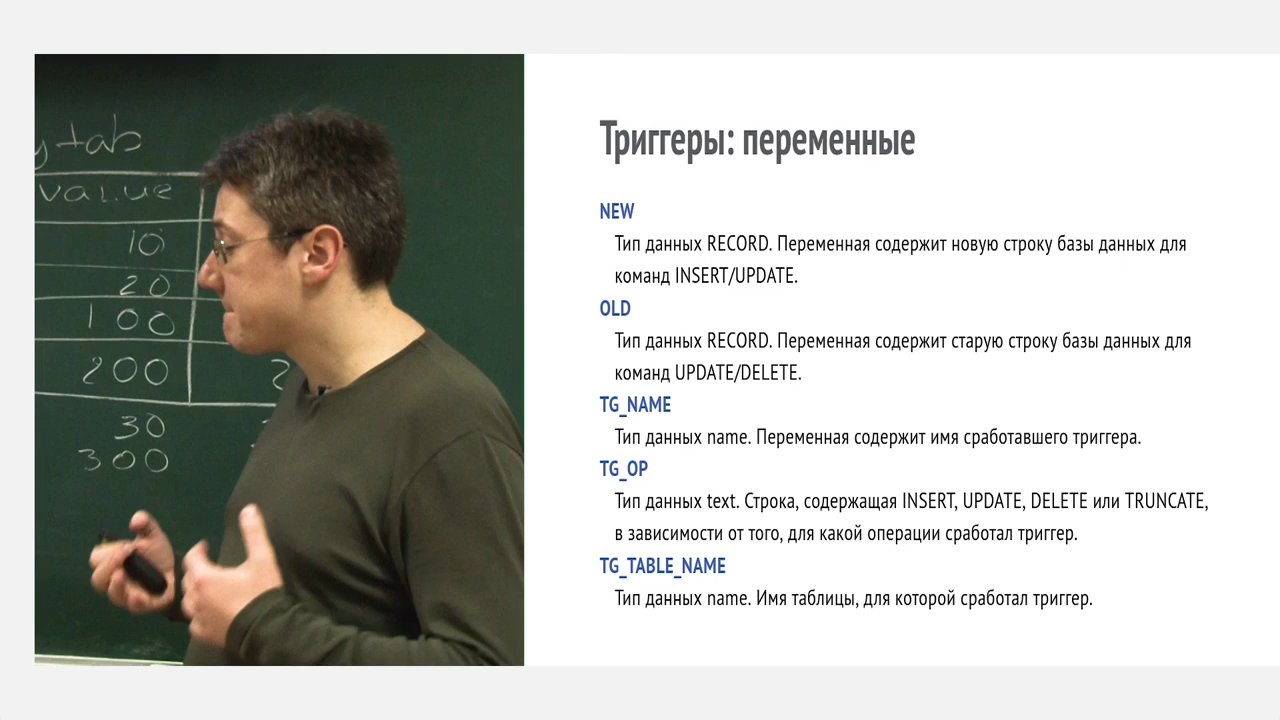 ytab
value
10
20
100
200
2
30
300
Триггеры: переменные
NEW
Тип данных RECORD. Переменная содержит новую строку базы данных для
команд INSERT/UPDATE.
OLD
Тип данных RECORD. Переменная содержит старую строку базы данных для
команд UPDATE/DELETE.
TG_NAME
Тип данных name. Переменная содержит имя сработавшего триггера.
TG_OP
Тип данных text. Строка, содержащая INSERT, UPDATE, DELETE или TRUNCATE,
в зависимости от того, для какой операции сработал триггер.
TG_TABLE_NAME
Тип данных name. Имя таблицы, для которой сработал триггер.